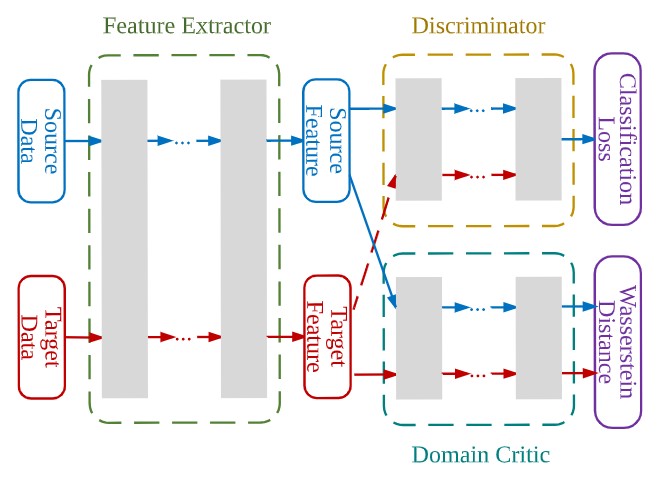 Feature Extractor
Discriminator
Source
Data
...
Source
Feature
...
Classification
Loss
...
Target
Data
...
Target
Feature
...
Wasserstein
Distance
...
Domain Critic